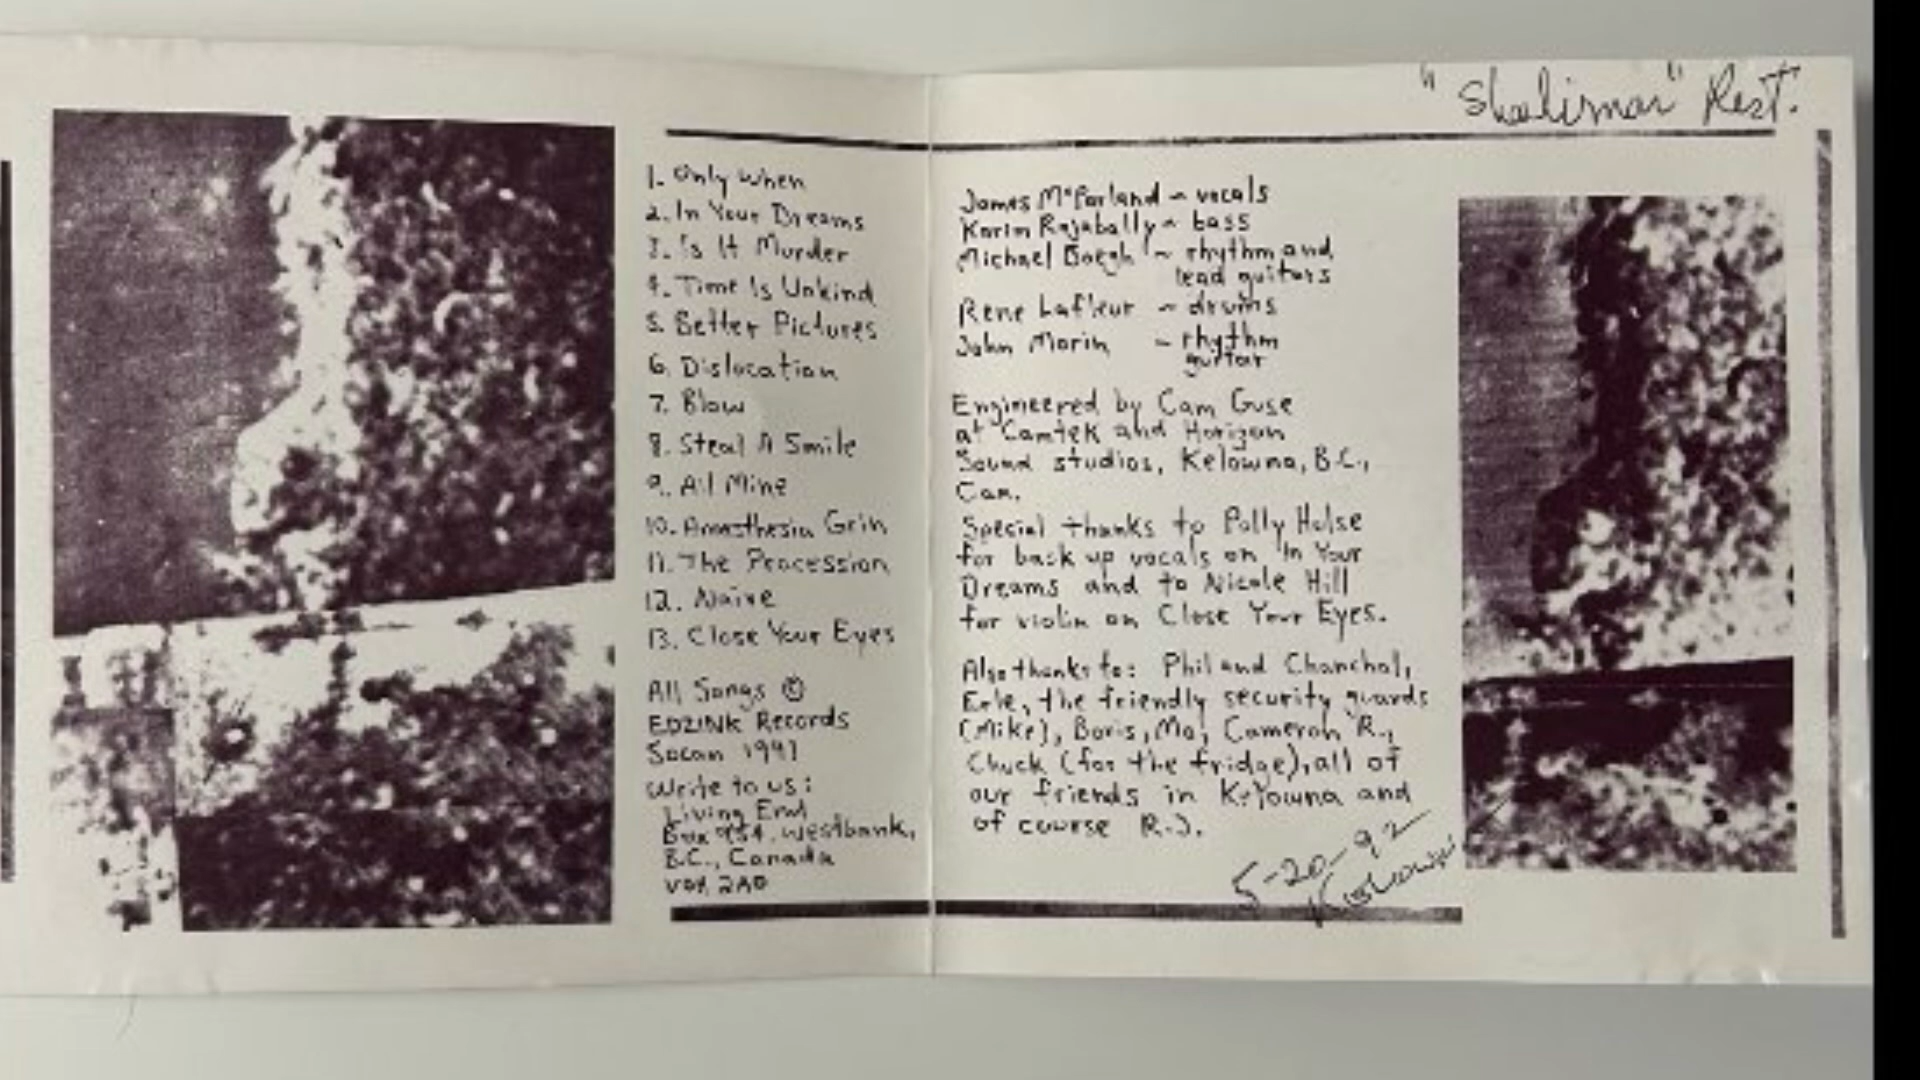 "Shalimar" Rest.
1. Only When
2. In Your Dreams
3. Is It Murder
4. Time Is Unkind
5. Better Pictures
6. Dislocation
7. Blow
8. Steal A Smile
9. All Mine
10. Anesthesia Grin
11. The Procession
12. Naive
13. Close Your Eyes
All Songs ©
EDZINK Records
Socan 1991
Write to us:
Living End
Box 954, Westbank,
B.C., Canada
V0H 2A0
James McParland ~ vocals
Karim Rajabally ~ bass
Michael ~ rhythm and
lead guitars
Rene Lafleur ~ drums
John Morin ~ rhythm
guitar
Engineered by Cam Guse
at Camtek and Horizon
Sound studios, Kelowna, B.C.,
Can.
Special thanks to Polly Hulse
for back up vocals on In Your
Dreams and to Nicole Hill
for violin on Close Your Eyes.
Also thanks to: Phil and Chanchal,
Erle, the friendly security guards
(Mike), Boris, Mo, Cameron R.,
Chuck (for the fridge), all of
our friends in Kelowna and
of course R.J.
5-20-92